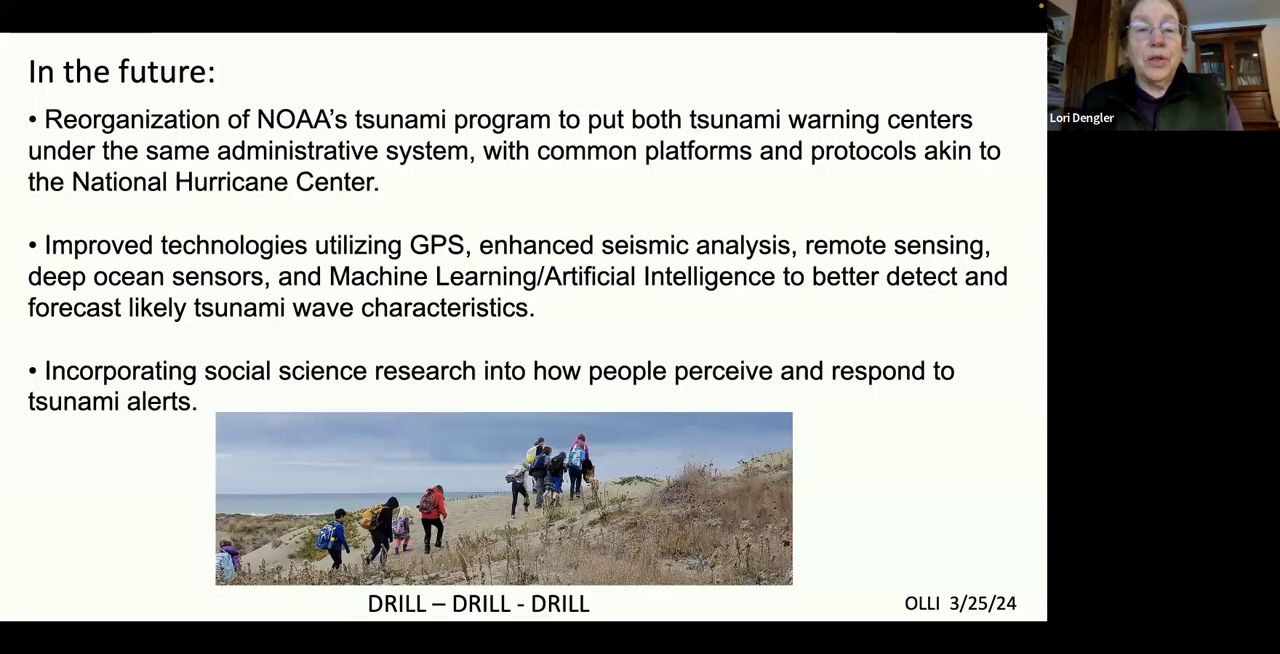 In the future:
• Reorganization of NOAA's tsunami program to put both tsunami warning centers
under the same administrative system, with common platforms and protocols akin to
the National Hurricane Center.
• Improved technologies utilizing GPS, enhanced seismic analysis, remote sensing,
deep ocean sensors, and Machine Learning/Artificial Intelligence to better detect and
forecast likely tsunami wave characteristics.
• Incorporating social science research into how people perceive and respond to
tsunami alerts.
DRILL – DRILL - DRILL
OLLI 3/25/24
Lori Dengler